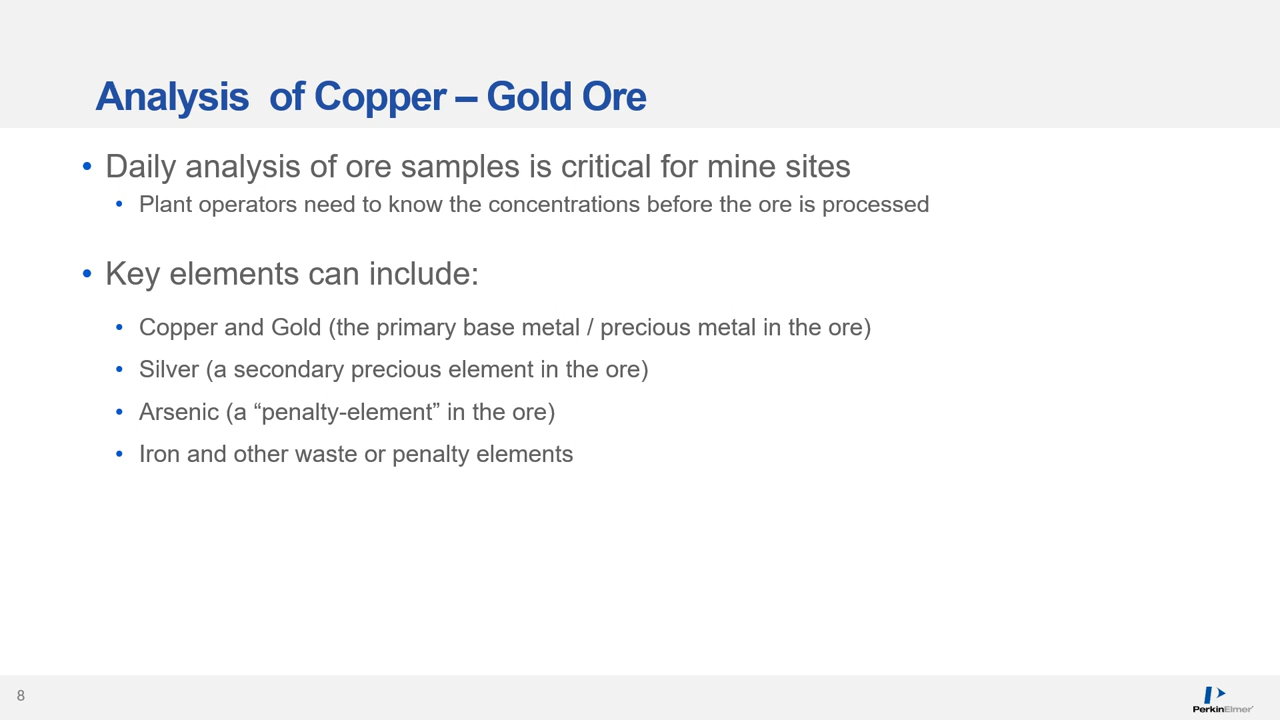 Analysis  of Copper – Gold Ore
• Daily analysis of ore samples is critical for mine sites
• Plant operators need to know the concentrations before the ore is processed
• Key elements can include:
• Copper and Gold (the primary base metal / precious metal in the ore)
• Silver (a secondary precious element in the ore)
• Arsenic (a “penalty-element” in the ore)
• Iron and other waste or penalty elements
8
PerkinElmer